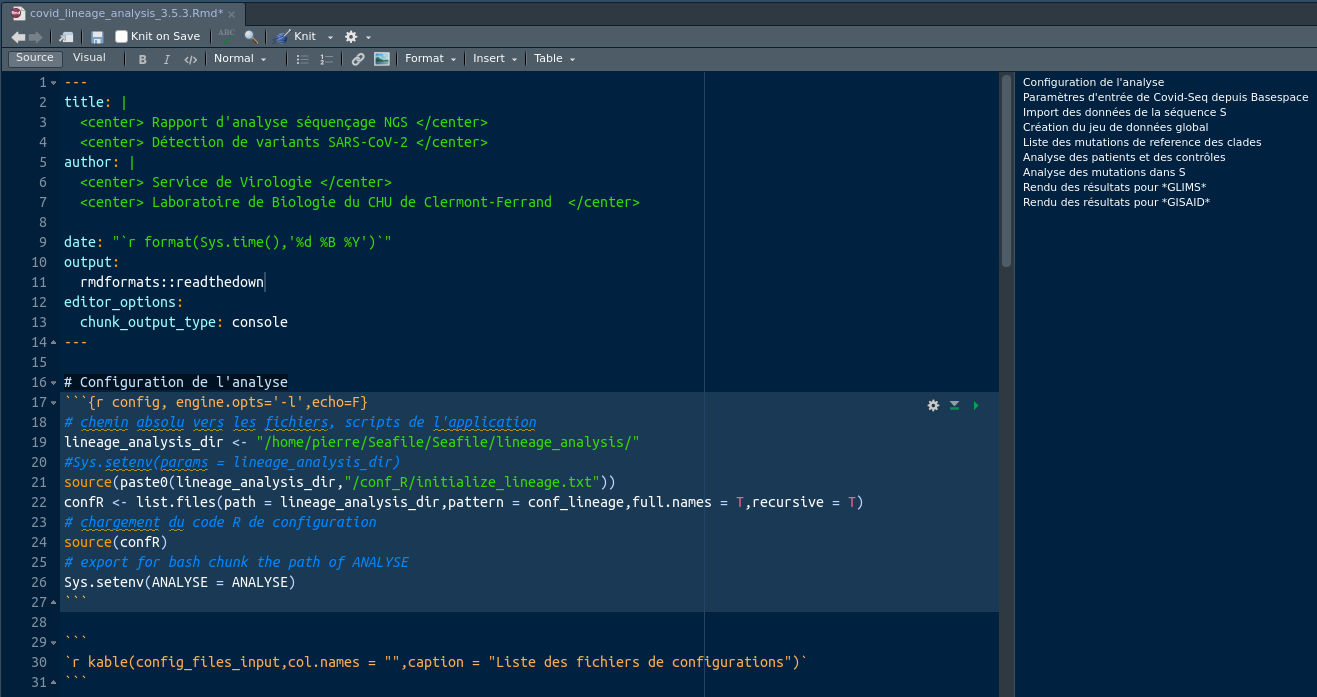 covid_lineage_analysis_3.5.3.Rmd*
Knit on Save ABC Knit
Source Visual B I </> Normal Format Insert Table
1 ---
2 title: |
3 <center> Rapport d'analyse séquençage NGS </center>
4 <center> Détection de variants SARS-CoV-2 </center>
5 author: |
6 <center> Service de Virologie </center>
7 <center> Laboratoire de Biologie du CHU de Clermont-Ferrand  </center>
8
9 date: "`r format(Sys.time(),'%d %B %Y')`"
10 output:
11 rmdformats::readthedown
12 editor_options:
13 chunk_output_type: console
14 ---
15
16 # Configuration de l'analyse
17 ```{r config, engine.opts='-l',echo=F}
18 # chemin absolu vers les fichiers, scripts de l'application
19 lineage_analysis_dir <- "/home/pierre/Seafile/Seafile/lineage_analysis/"
20 #Sys.setenv(params = lineage_analysis_dir)
21 source(paste0(lineage_analysis_dir,"/conf_R/initialize_lineage.txt"))
22 confR <- list.files(path = lineage_analysis_dir,pattern = conf_lineage,full.names = T,recursive = T)
23 # chargement du code R de configuration
24 source(confR)
25 # export for bash chunk the path of ANALYSE
26 Sys.setenv(ANALYSE = ANALYSE)
27 ```
28
29 ```
30 `r kable(config_files_input,col.names = "",caption = "Liste des fichiers de configurations")`
31 ```
Configuration de l'analyse
Paramètres d'entrée de Covid-Seq depuis Basespace
Import des données de la séquence S
Création du jeu de données global
Liste des mutations de reference des clades
Analyse des patients et des contrôles
Analyse des mutations dans S
Rendu des résultats pour *GLIMS*
Rendu des résultats pour *GISAID*